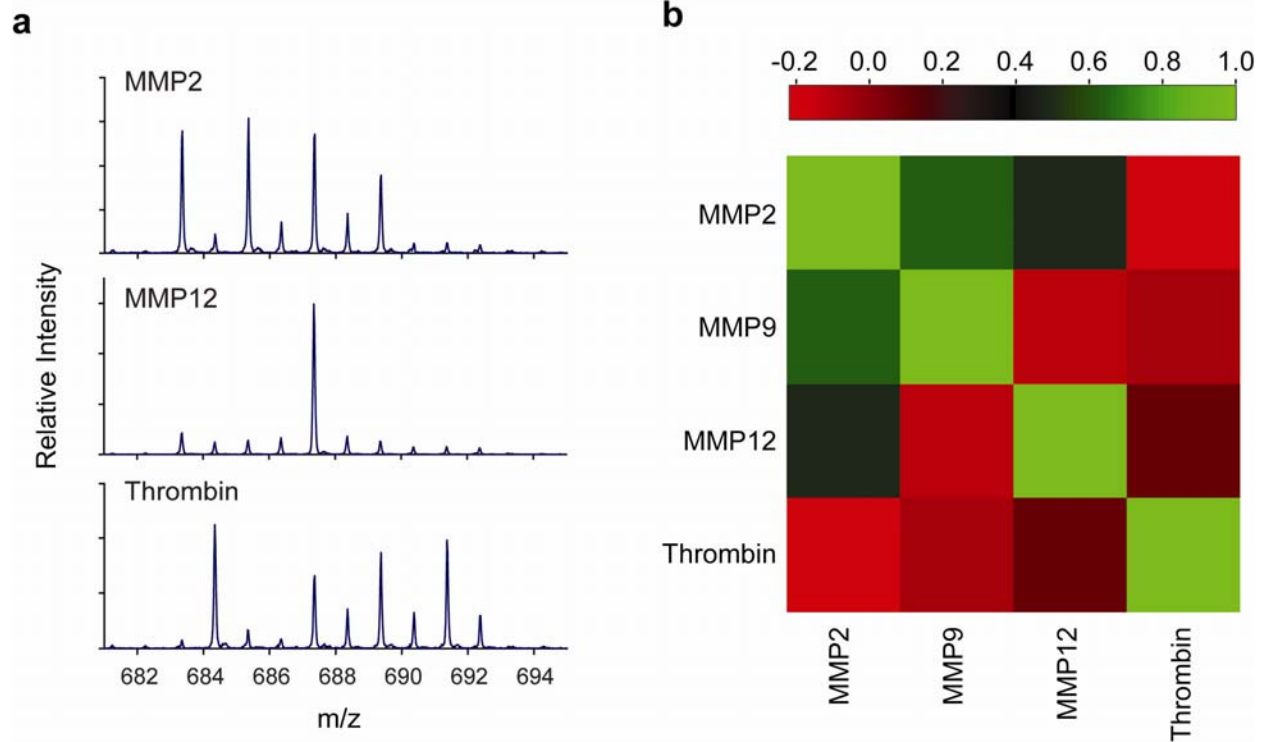 a
MMP2
MMP12
Thrombin
Relative Intensity
682 684 686 688 690 692 694
m/z
b
-0.2 0.0 0.2 0.4 0.6 0.8 1.0
MMP2
MMP9
MMP12
Thrombin
MMP2 MMP9 MMP12 Thrombin